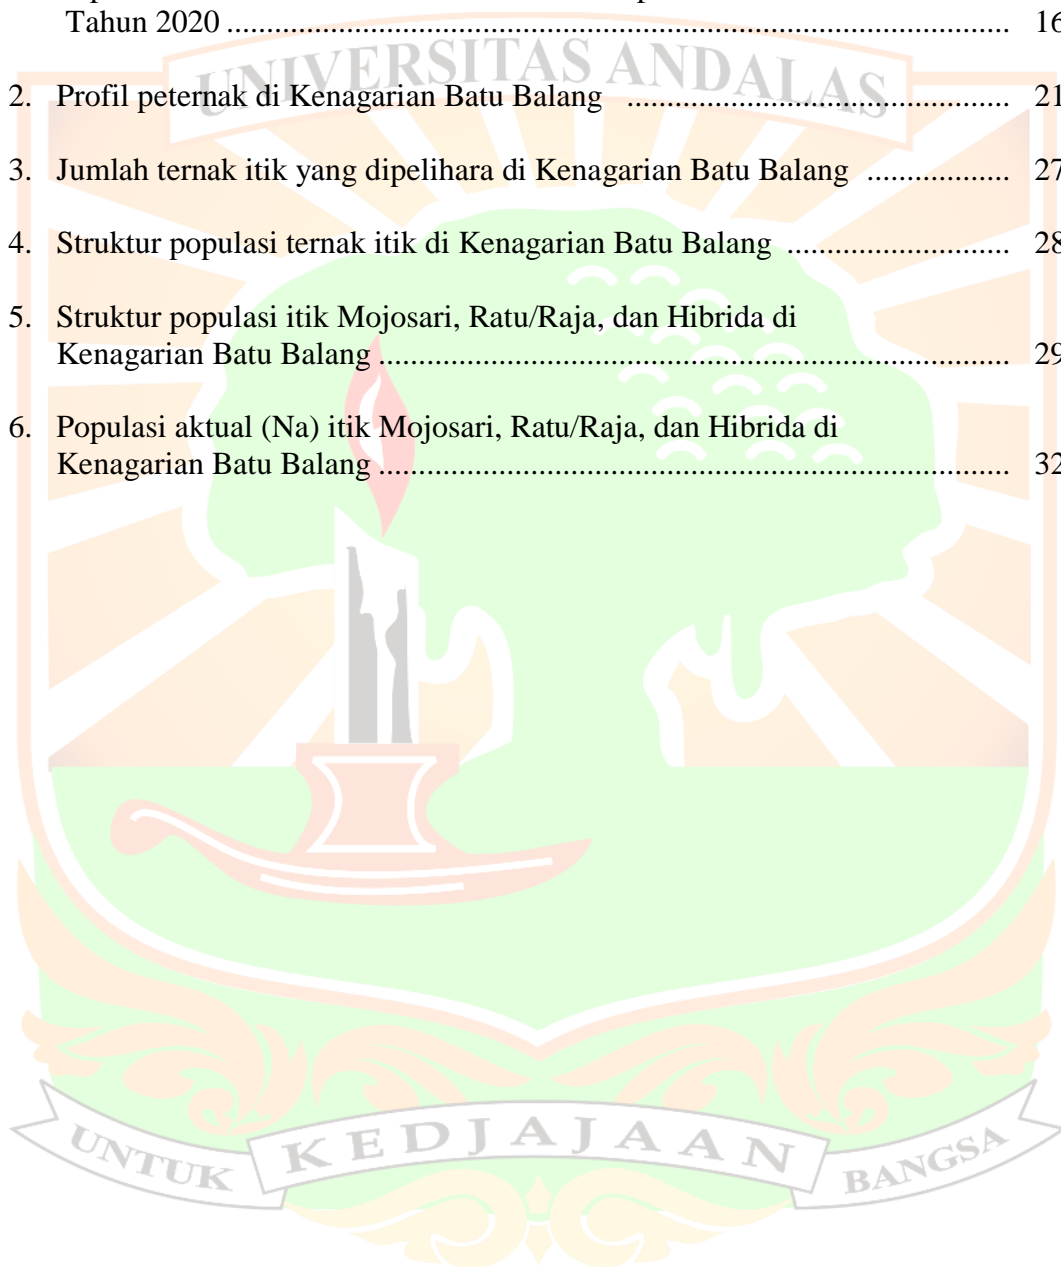 Tahun 2020 ................................................................................................ 16
UNIVERSITAS ANDALAS
2. Profil peternak di Kenagarian Batu Balang ............................................... 21
3. Jumlah ternak itik yang dipelihara di Kenagarian Batu Balang ................. 27
4. Struktur populasi ternak itik di Kenagarian Batu Balang ........................... 28
5. Struktur populasi itik Mojosari, Ratu/Raja, dan Hibrida di
Kenagarian Batu Balang ............................................................................. 29
6. Populasi aktual (Na) itik Mojosari, Ratu/Raja, dan Hibrida di
Kenagarian Batu Balang ............................................................................. 32
UNTUK KEDJAJAAN BANGSA